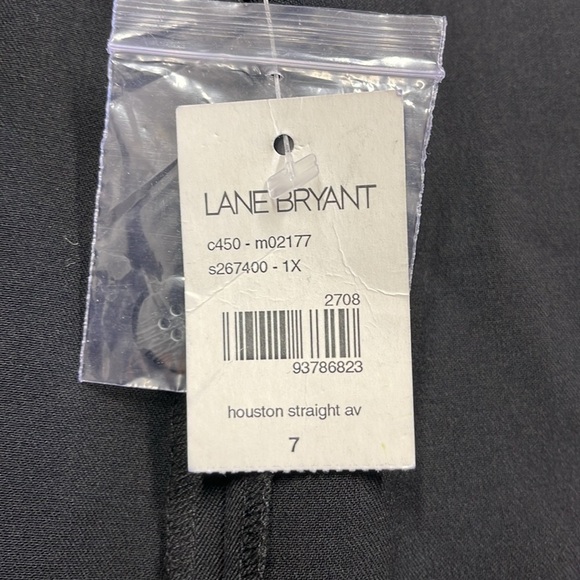 LANE BRYANT
c450 - m02177
s267400 - 1X
2708
93786823
houston straight av
7